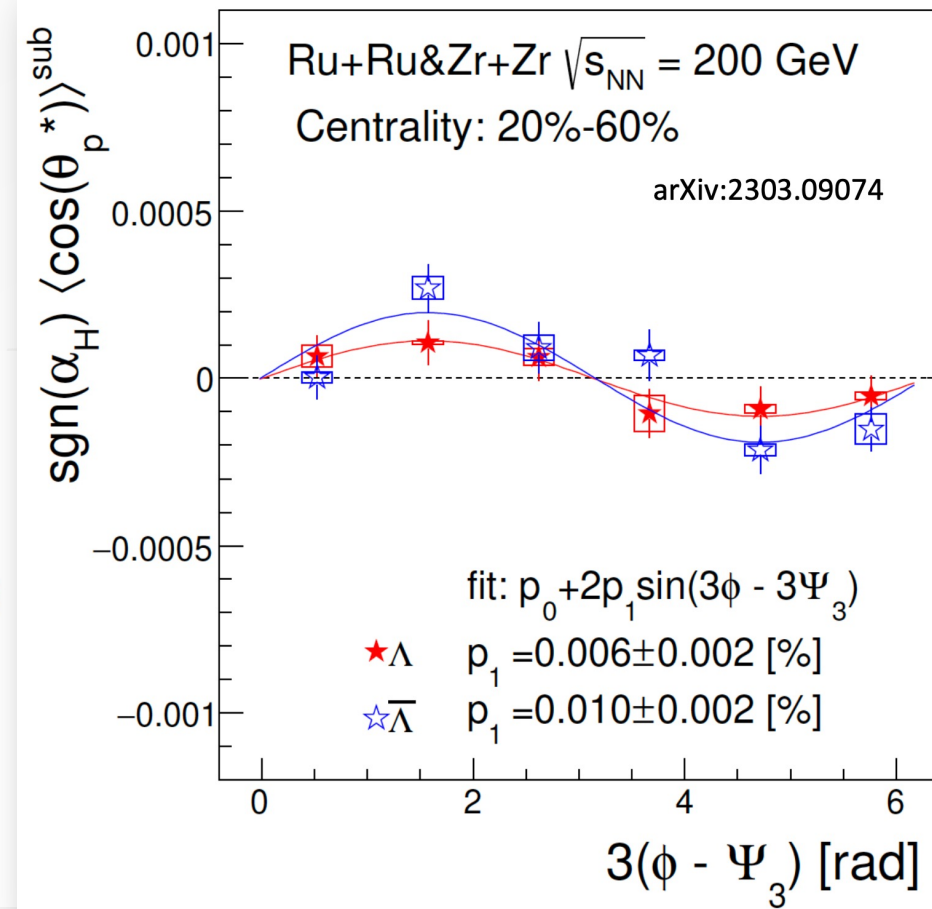 sgn(α_H) ⟨cos(θ_p*)⟩^sub
0.001
0.0005
0
−0.0005
−0.001
Ru+Ru&Zr+Zr √s_NN = 200 GeV
Centrality: 20%-60%
arXiv:2303.09074
fit: p_0+2p_1sin(3ϕ - 3Ψ_3)
Λ p_1 =0.006±0.002 [%]
Λ̅ p_1 =0.010±0.002 [%]
0 2 4 6
3(ϕ - Ψ_3) [rad]